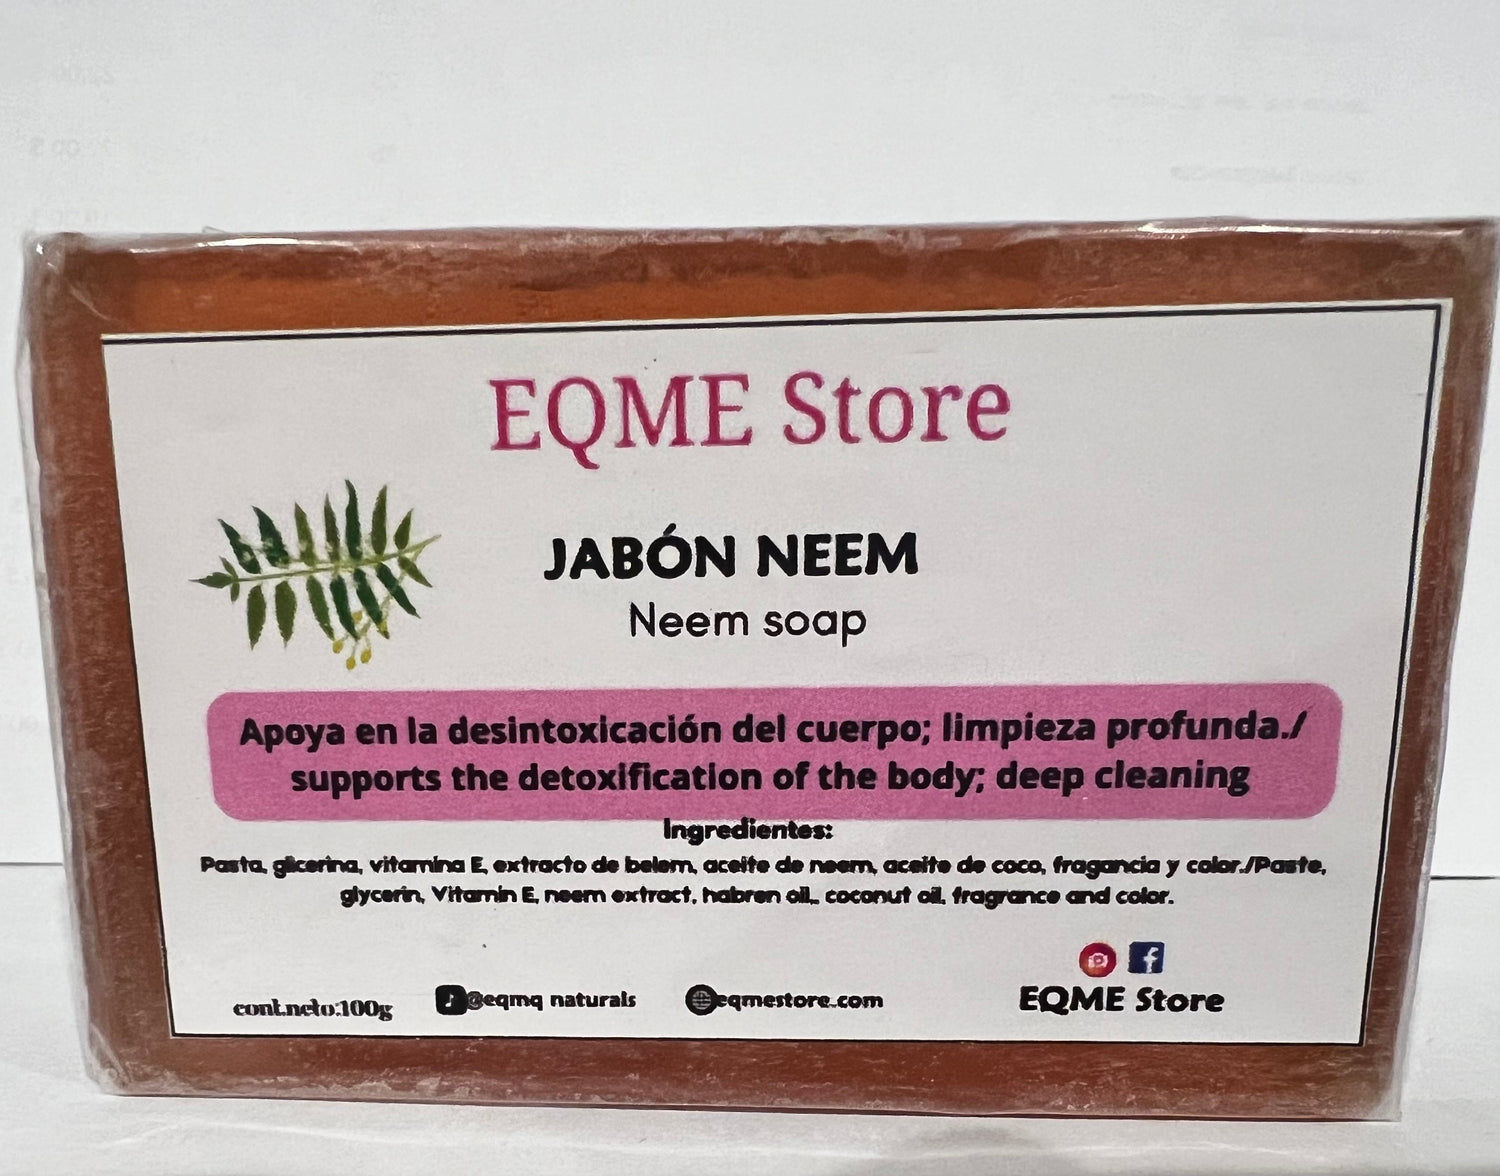 EQME Store
JABÓN NEEM
Neem soap
Apoya en la desintoxicación del cuerpo; limpieza profunda./
supports the detoxification of the body; deep cleaning
Ingredientes:
Pasta, glicerina, vitamina E, extracto de belem, aceite de neem, aceite de coco, fragancia y color./Paste,
glycerin, Vitamin E, neem extract, habren oil,, coconut oil, fragrance and color.
cont.neto:100g
@eqmq naturals
eqmestore.com
EQME Store